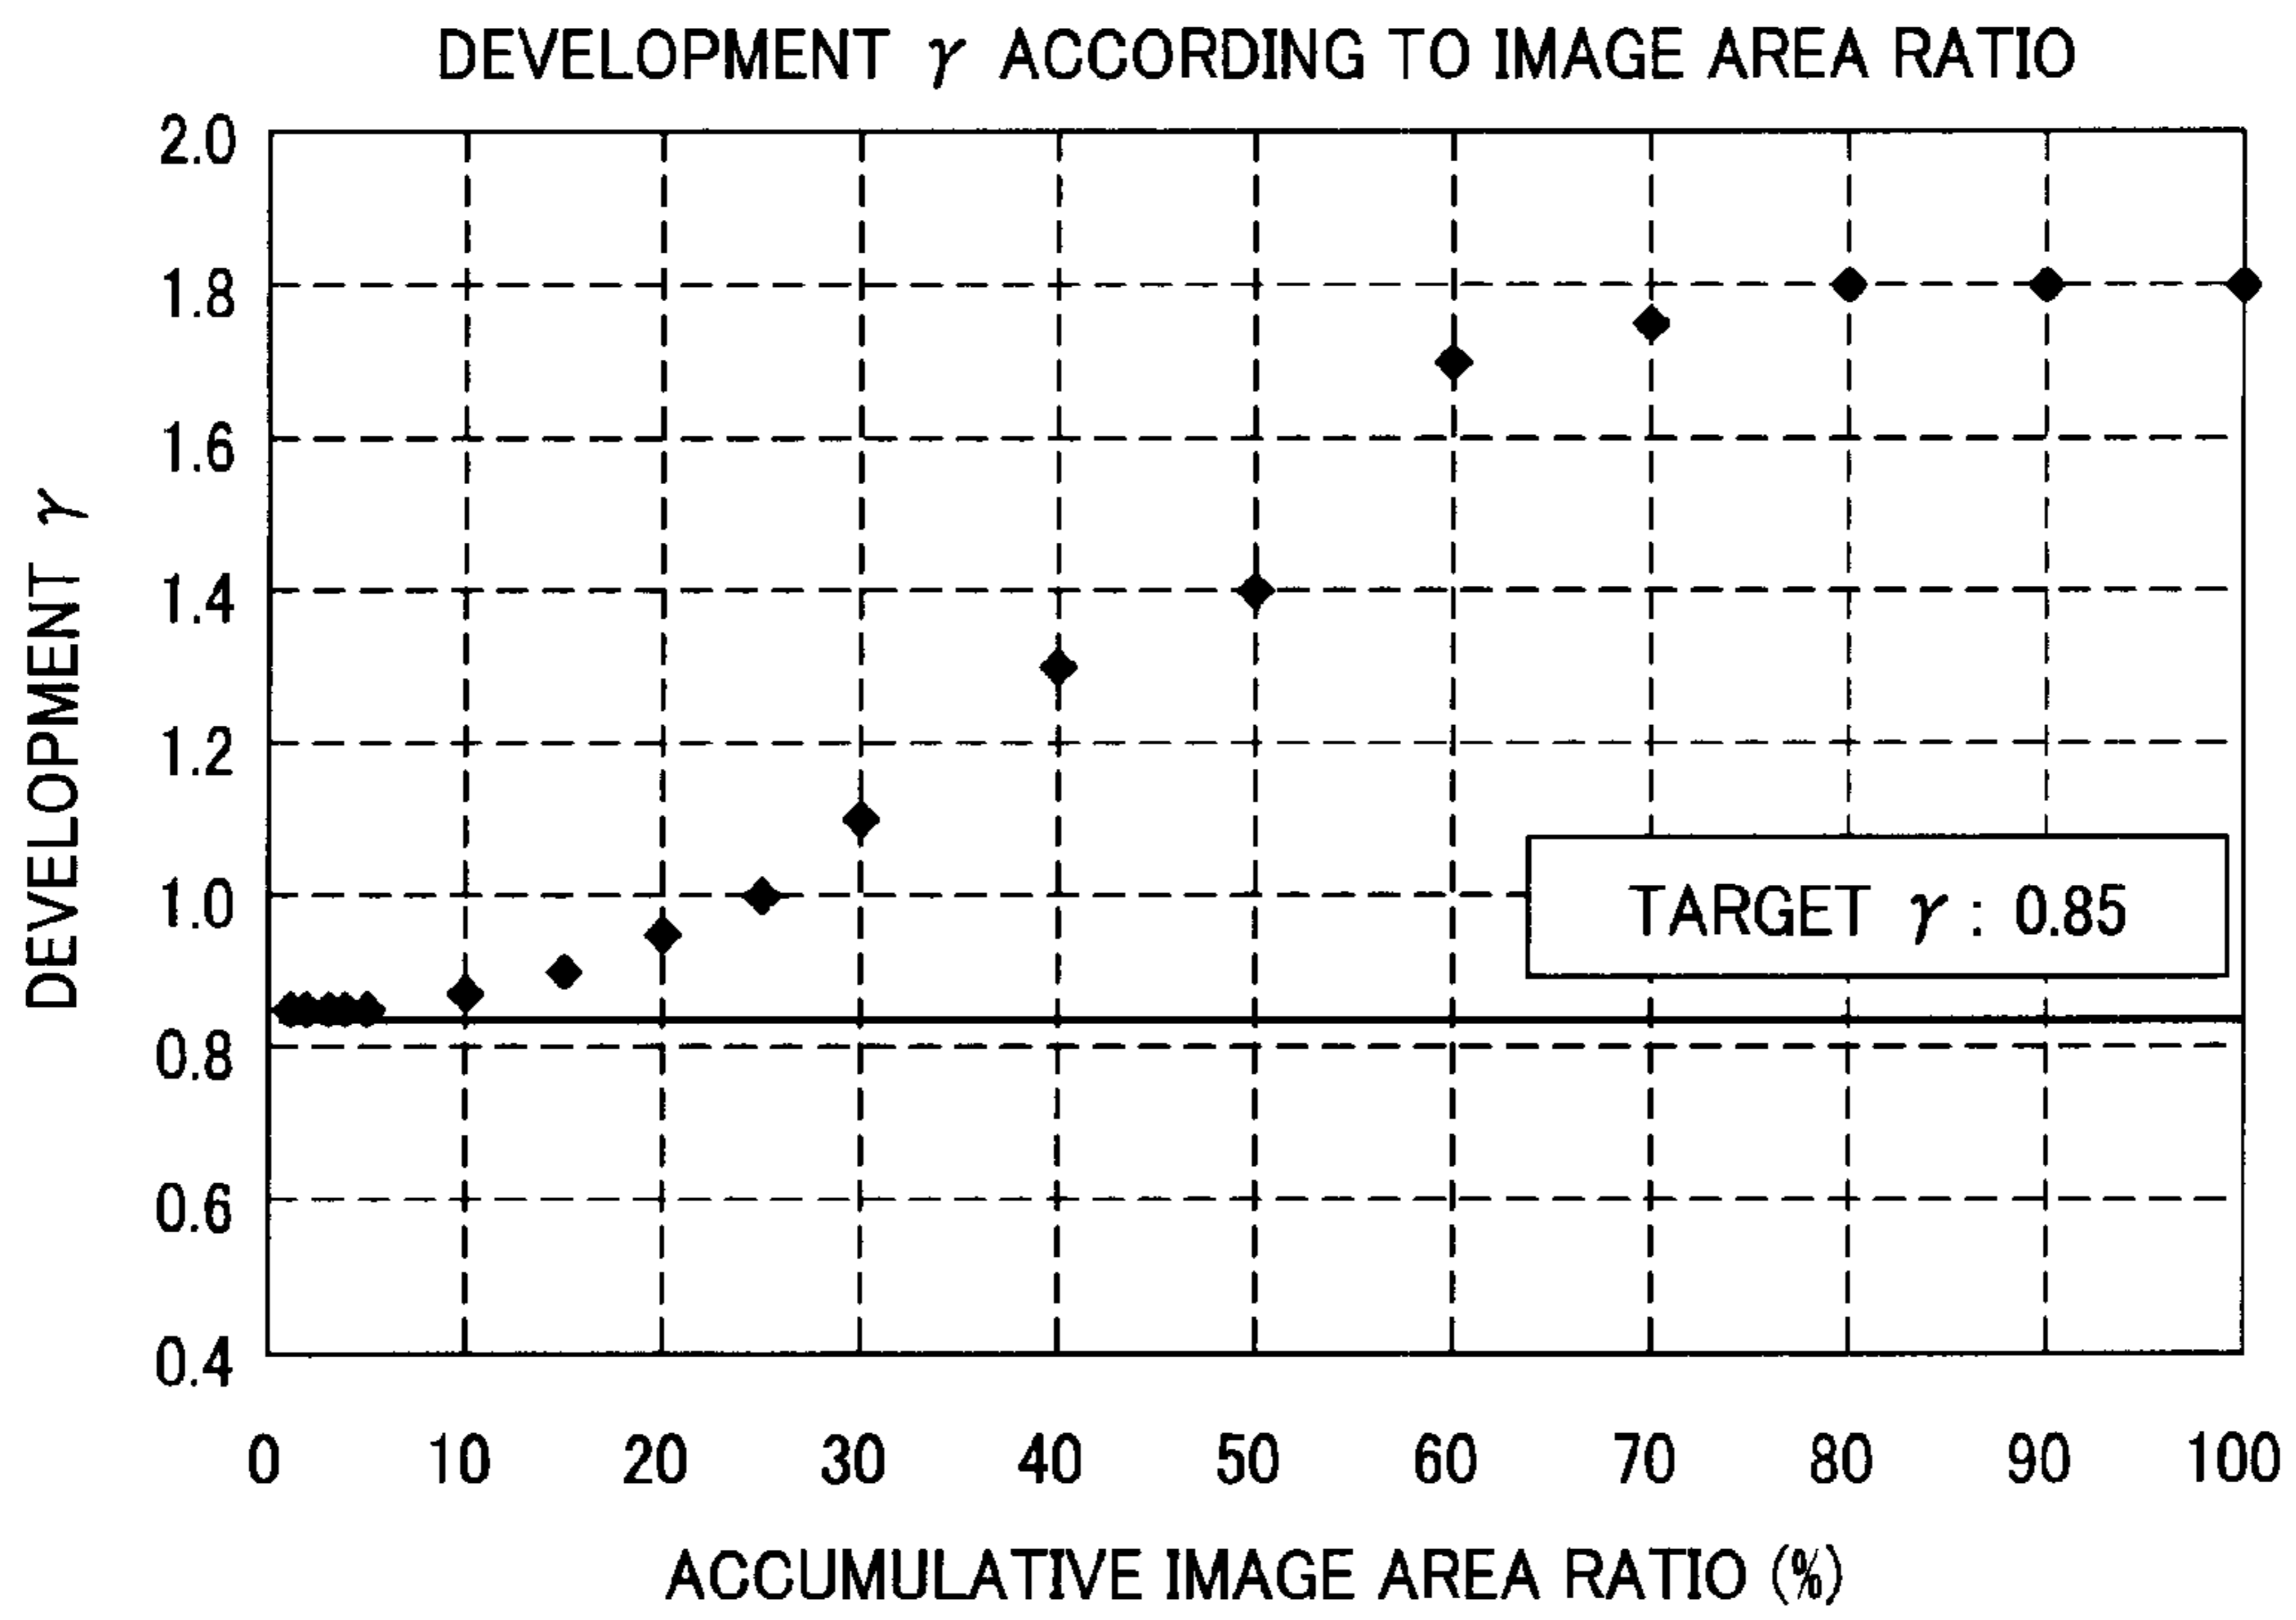 DEVELOPMENT γ ACCORDING TO IMAGE AREA RATIO
2.0
1.8
1.6
1.4
1.2
1.0
0.8
0.6
0.4
DEVELOPMENT γ
TARGET γ : 0.85
0 10 20 30 40 50 60 70 80 90 100
ACCUMULATIVE IMAGE AREA RATIO (%)